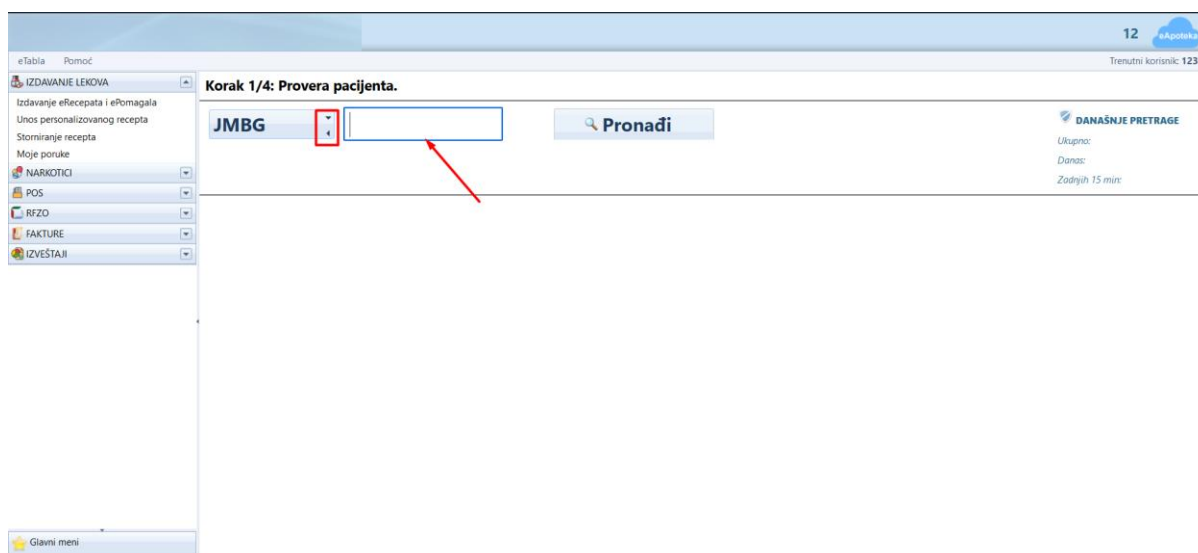 12
eApoteka
eTabla Pomoć
Trenutni korisnik: 123
IZDAVANJE LEKOVA
Izdavanje eRecepata i ePomagala
Unos personalizovanog recepta
Storniranje recepta
Moje poruke
NARKOTICI
POS
RFZO
FAKTURE
IZVEŠTAJI
Glavni meni
Korak 1/4: Provera pacijenta.
JMBG
Pronađi
DANAŠNJE PRETRAGE
Ukupno:
Danas:
Zadnjih 15 min: